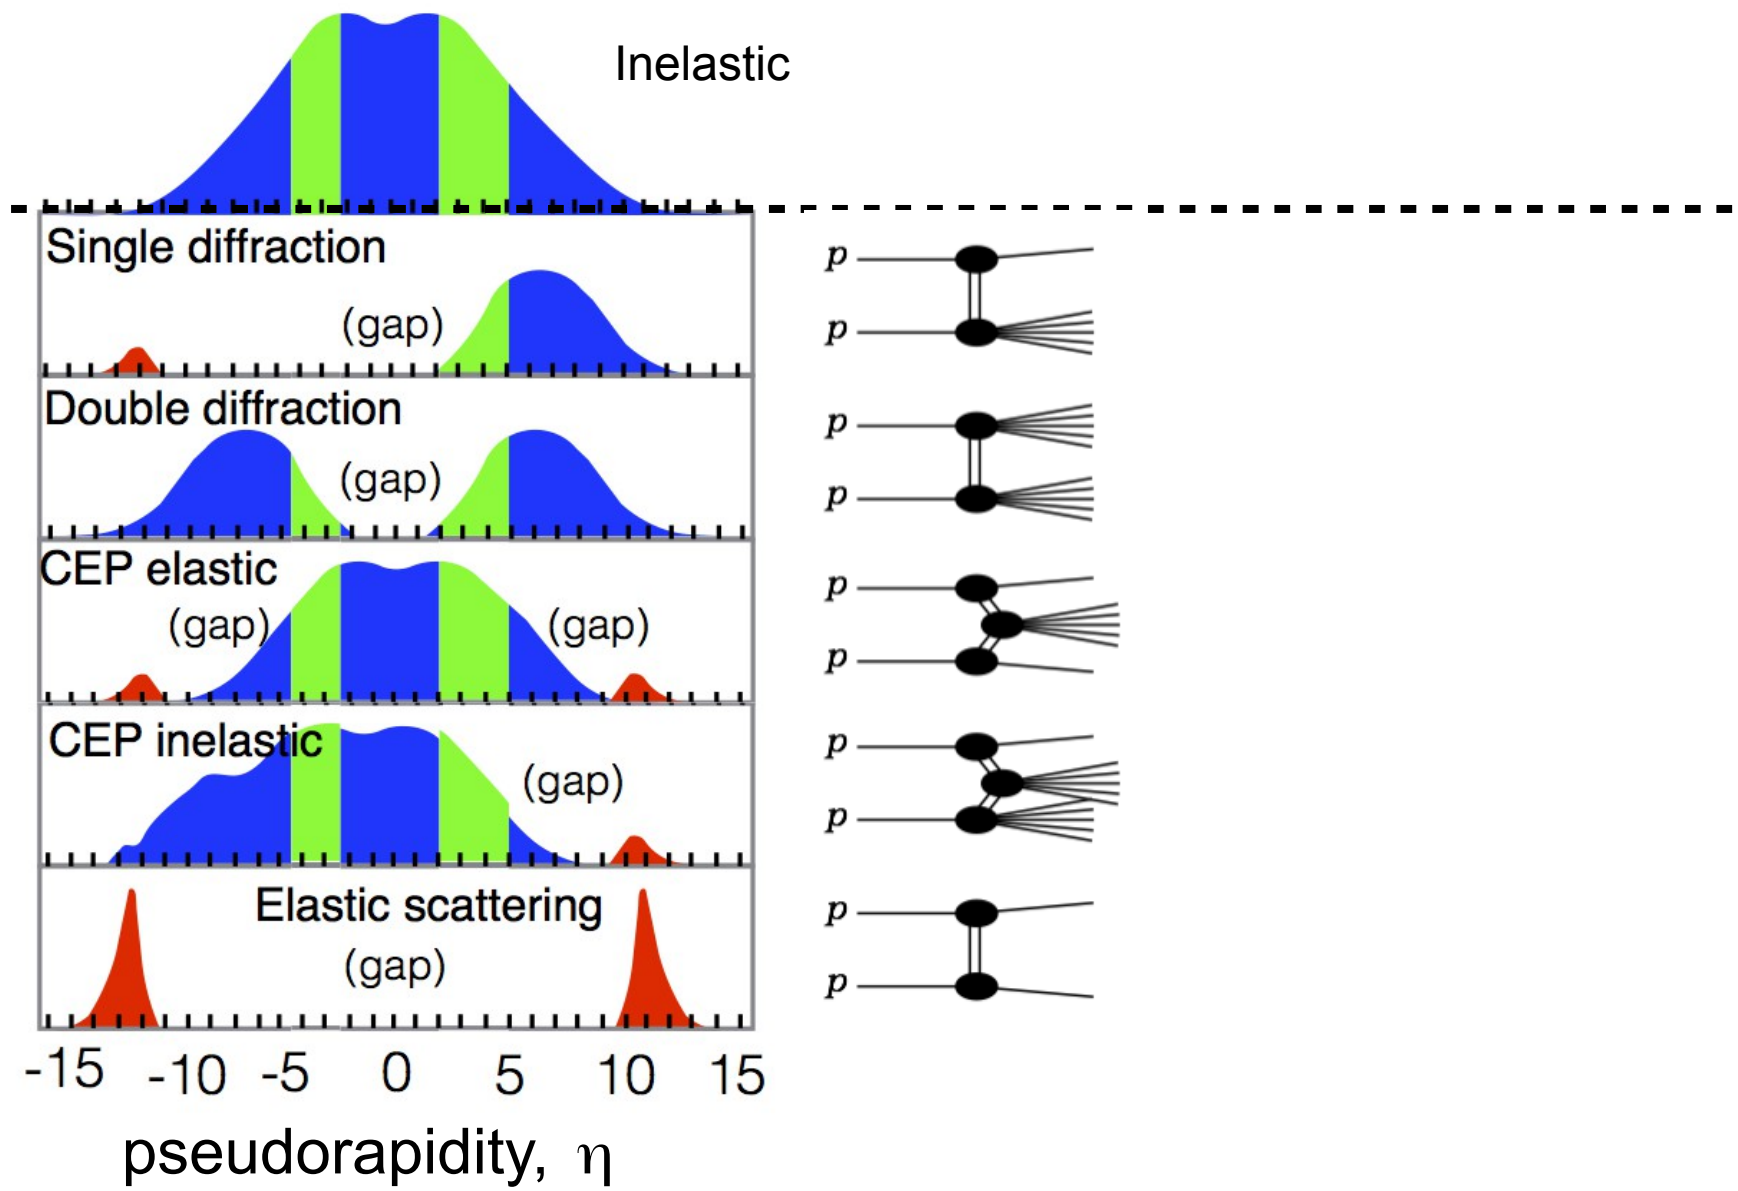 Inelastic
Single diffraction
(gap)
p
p
Double diffraction
(gap)
p
p
CEP elastic
(gap)
(gap)
p
p
CEP inelastic
(gap)
p
p
Elastic scattering
(gap)
p
p
-15 -10 -5 0 5 10 15
pseudorapidity, η